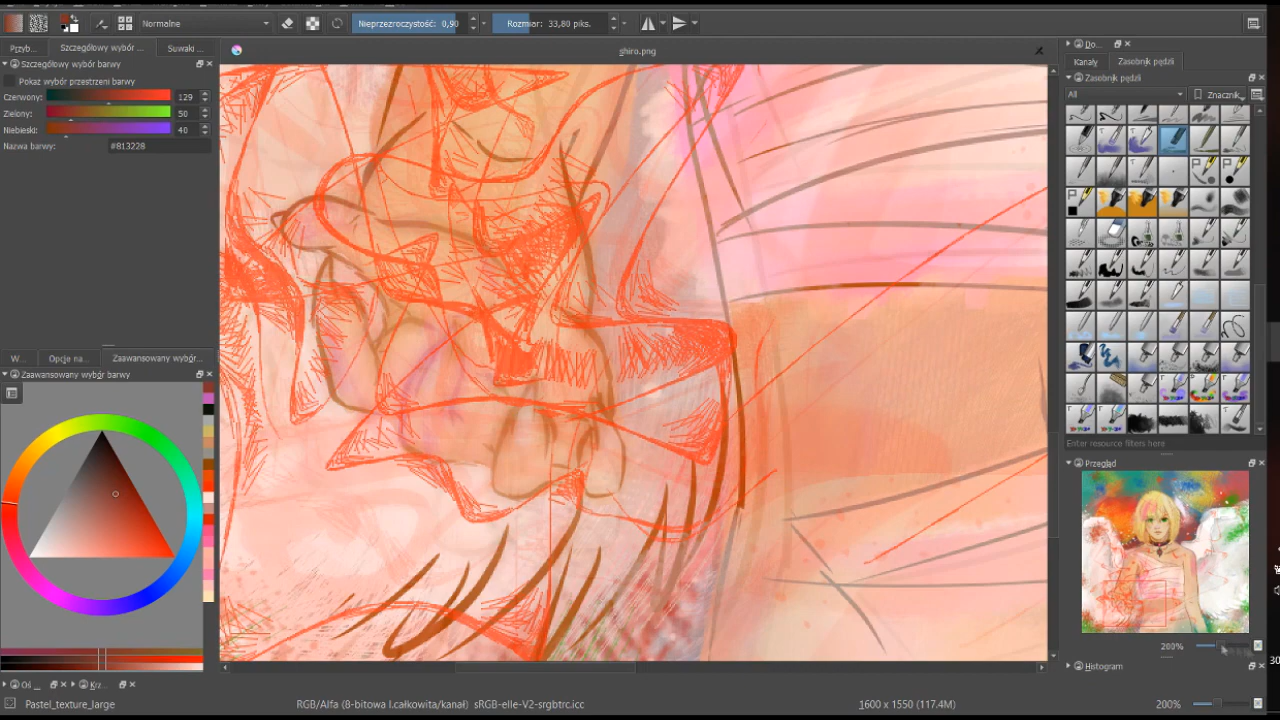 Normalne
Nieprzezroczystość: 0,90
Rozmiar: 33,80 piks.
Przyb...
Szczegółowy wybór ...
Suwaki ...
shiro.png
Szczegółowy wybór barwy
Pokaż wybór przestrzeni barwy
Czerwony:
129
Zielony:
50
Niebieski:
40
Nazwa barwy:
#813228
W...
Opcje na...
Zaawansowany wybór...
Zaawansowany wybór barwy
Do...
Kanały
Zasobnik pędzli
Zasobnik pędzli
All
Znacznik
Enter resource filters here
Przegląd
200%
Histogram
Oś ...
Krz...
Pastel_texture_large
RGB/Alfa (8-bitowa l.całkowita/kanał) sRGB-elle-V2-srgbtrc.icc
1600 x 1550 (117.4M)
200%
30